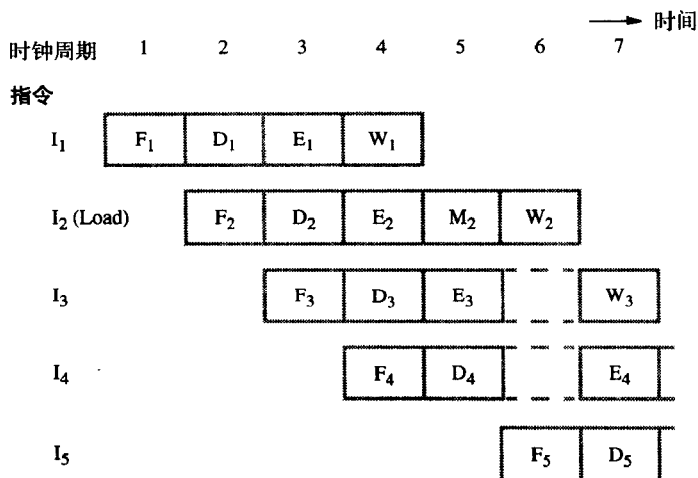 时间
时钟周期 1 2 3 4 5 6 7
指令
I₁ F₁ D₁ E₁ W₁
I₂ (Load) F₂ D₂ E₂ M₂ W₂
I₃ F₃ D₃ E₃ W₃
I₄ F₄ D₄ E₄
I₅ F₅ D₅